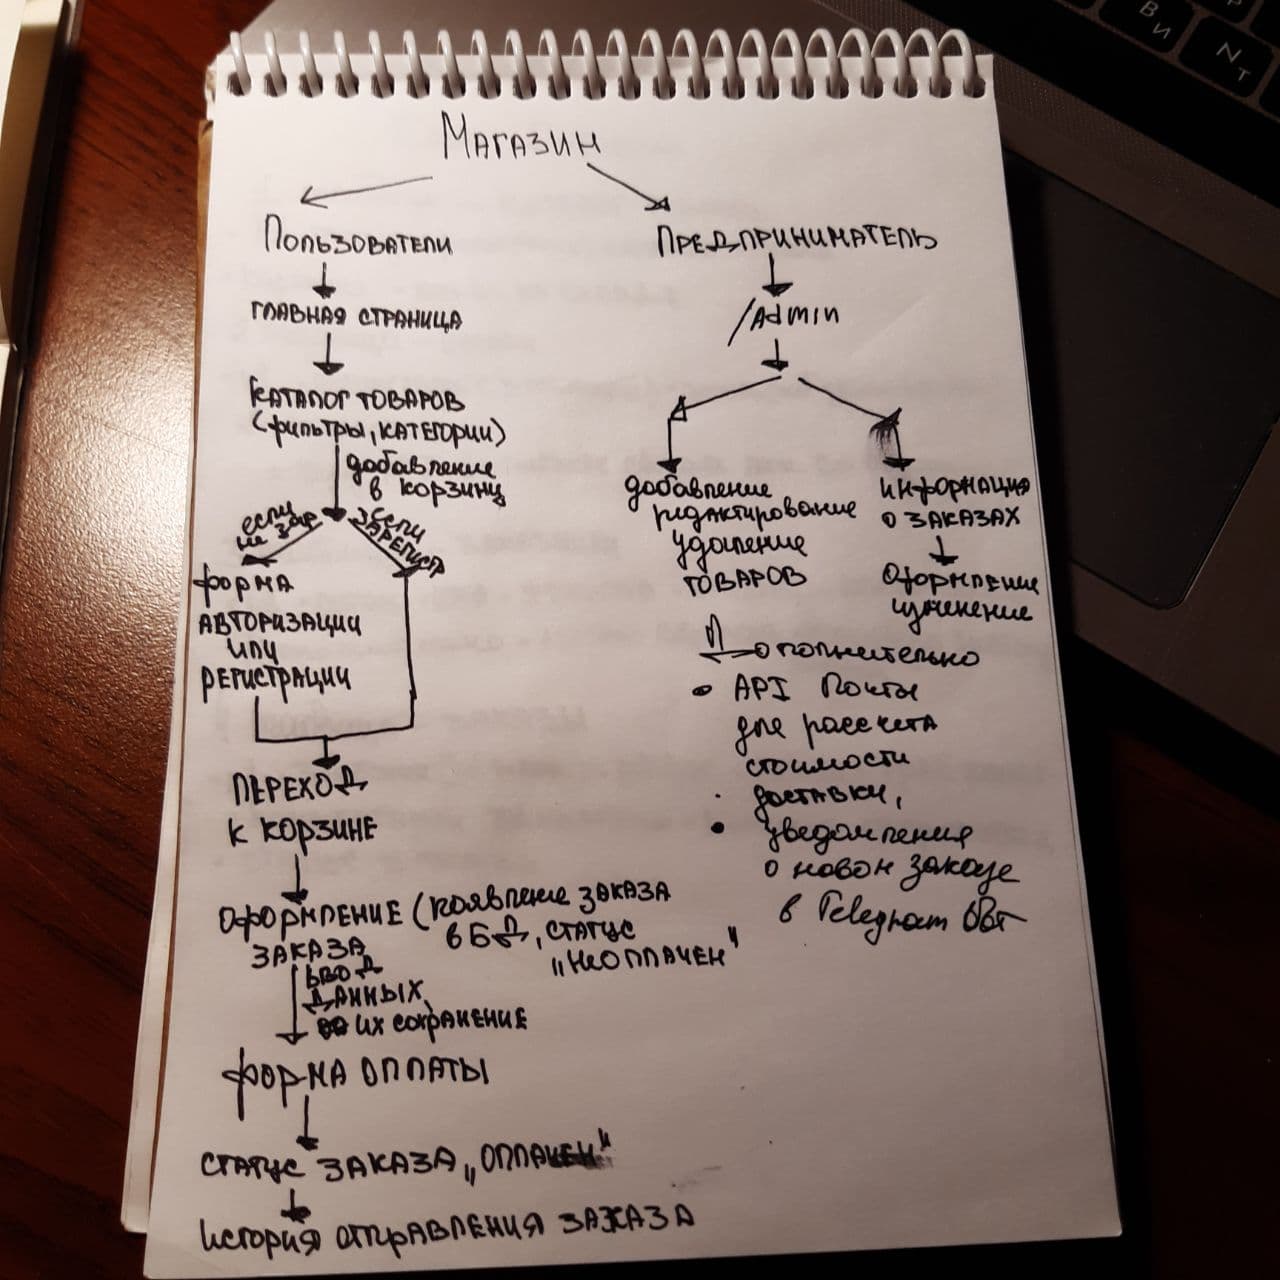 Магазин
Пользователи
Предприниматель
главная страница
/Admin
каталог товаров
(фильтры, категории)
добавление
в корзину
если
не зар
если
зарегист
форма
авторизации
или
регистрации
переход
к корзине
оформление (появление заказа
заказа
в БД, статус
"неоплачен"
ввод
данных,
их сохранение
форма оплаты
статус заказа "оплачен"
история отправления заказа
добавление
редактирование
удаление
товаров
информация
о заказах
оформление
изменение
Дополнительно
API Почты
для рассчета
стоимости
доставки,
уведомления
о новом заказе
в Telegram
В
И
N
Т